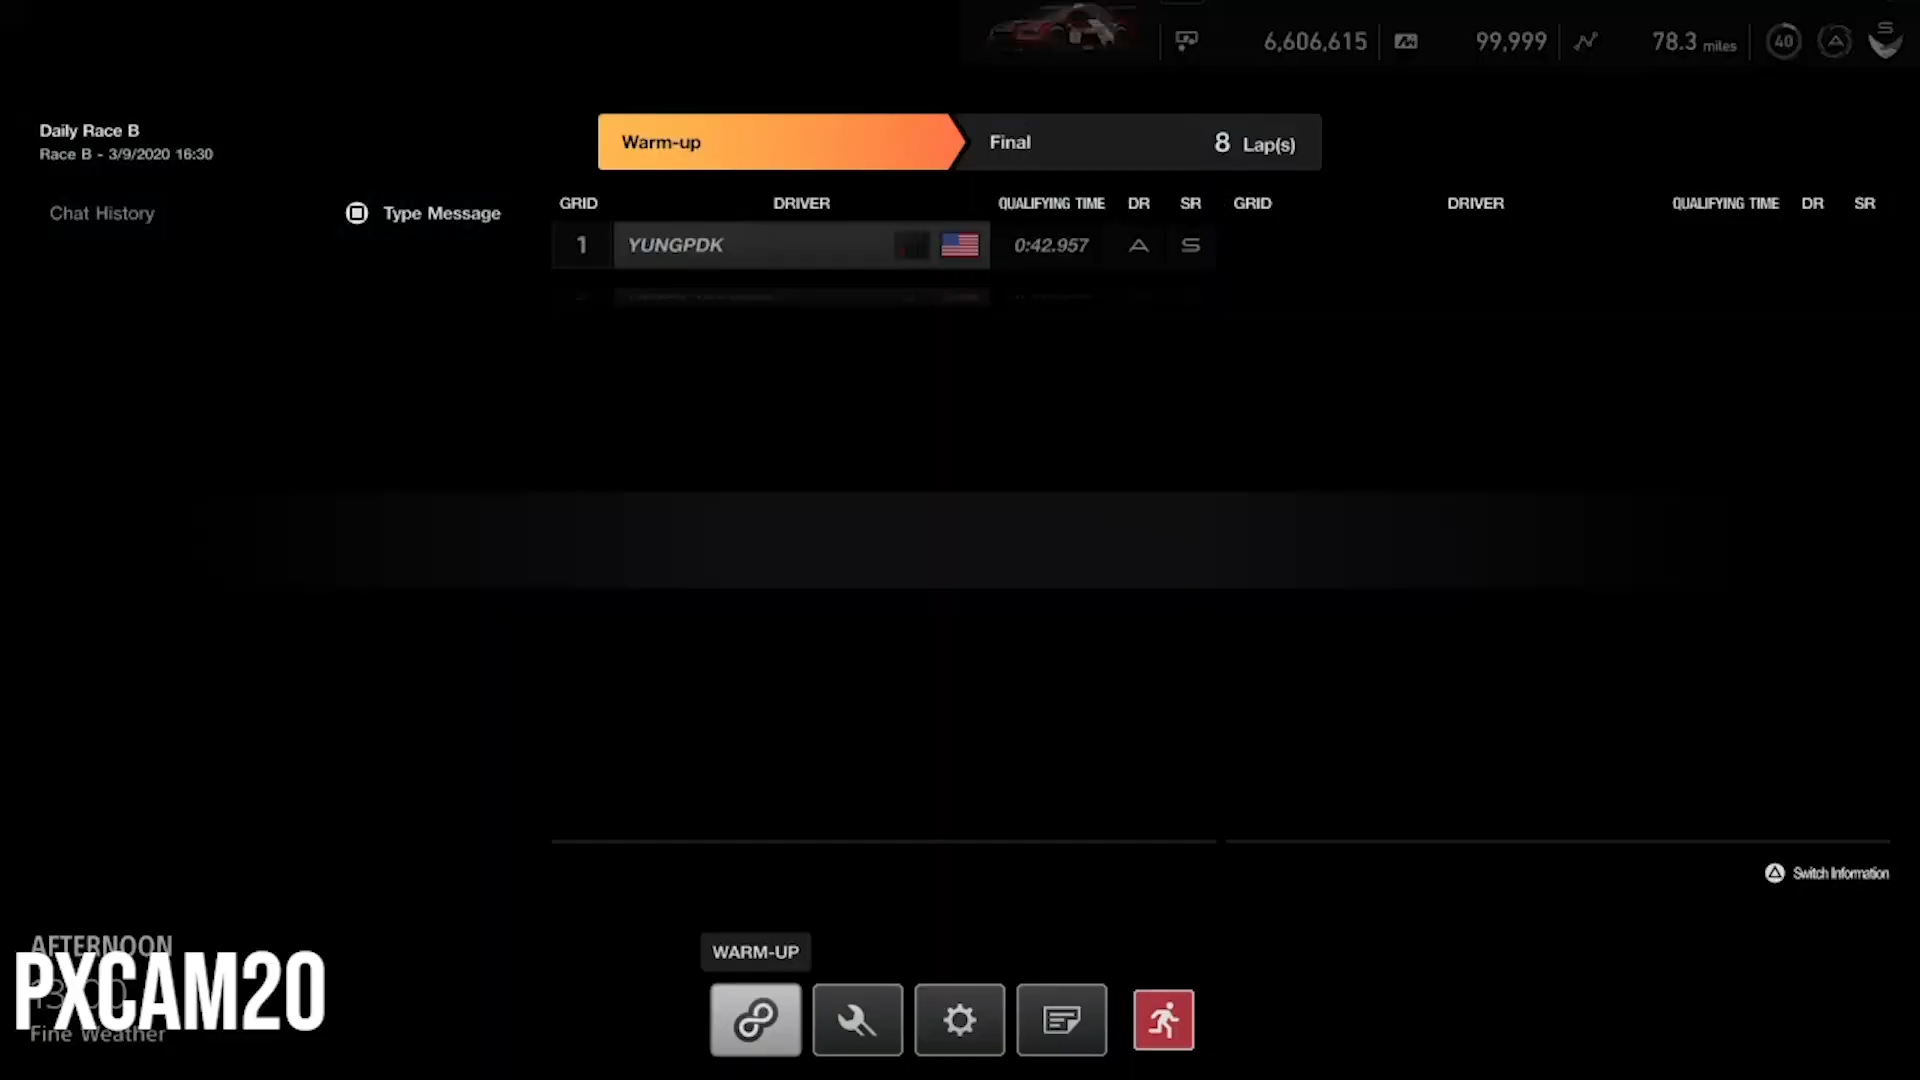 6,606,615 99,999 78.3 miles 40 A S
Daily Race B
Race B - 3/9/2020 16:30
Warm-up Final 8 Lap(s)
Chat History Type Message
GRID DRIVER QUALIFYING TIME DR SR GRID DRIVER QUALIFYING TIME DR SR
1 YUNGPDK 0:42.957 A S
Switch Information
AFTERNOON
PXCAM20
Fine Weather
WARM-UP